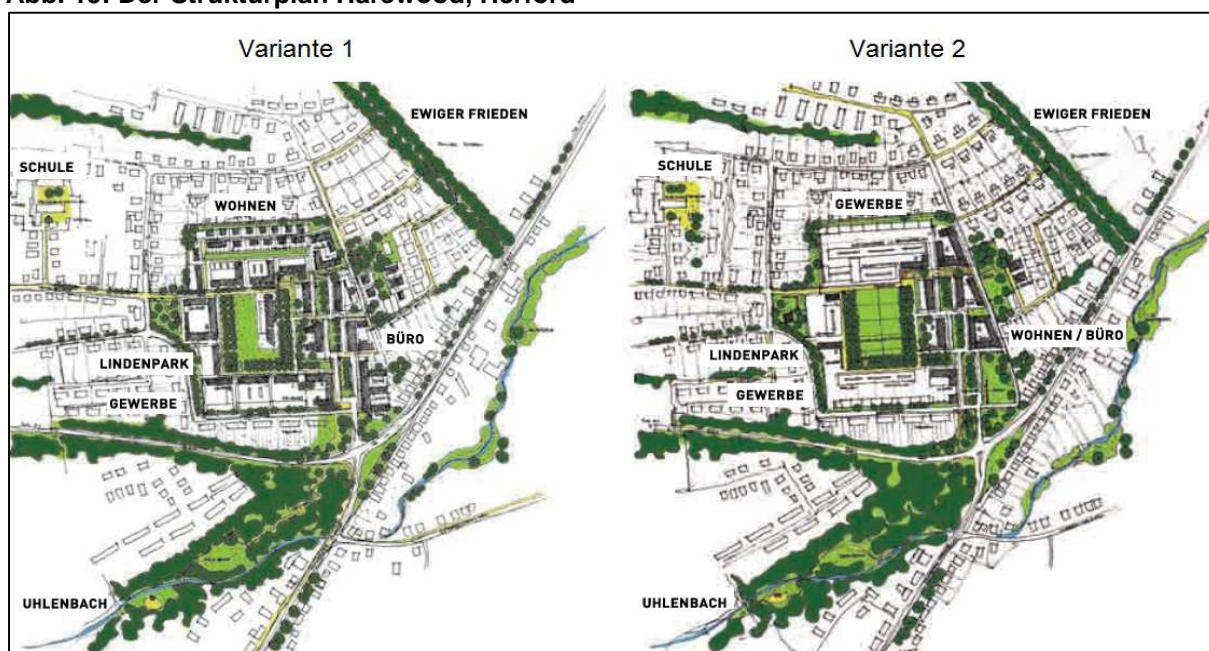 Abb. 19: Der Strukturplan Harewood, Herford
Variante 1
EWIGER FRIEDEN
SCHULE
WOHNEN
BÜRO
LINDENPARK
GEWERBE
UHLENBACH
Variante 2
EWIGER FRIEDEN
SCHULE
GEWERBE
WOHNEN / BÜRO
LINDENPARK
GEWERBE
UHLENBACH